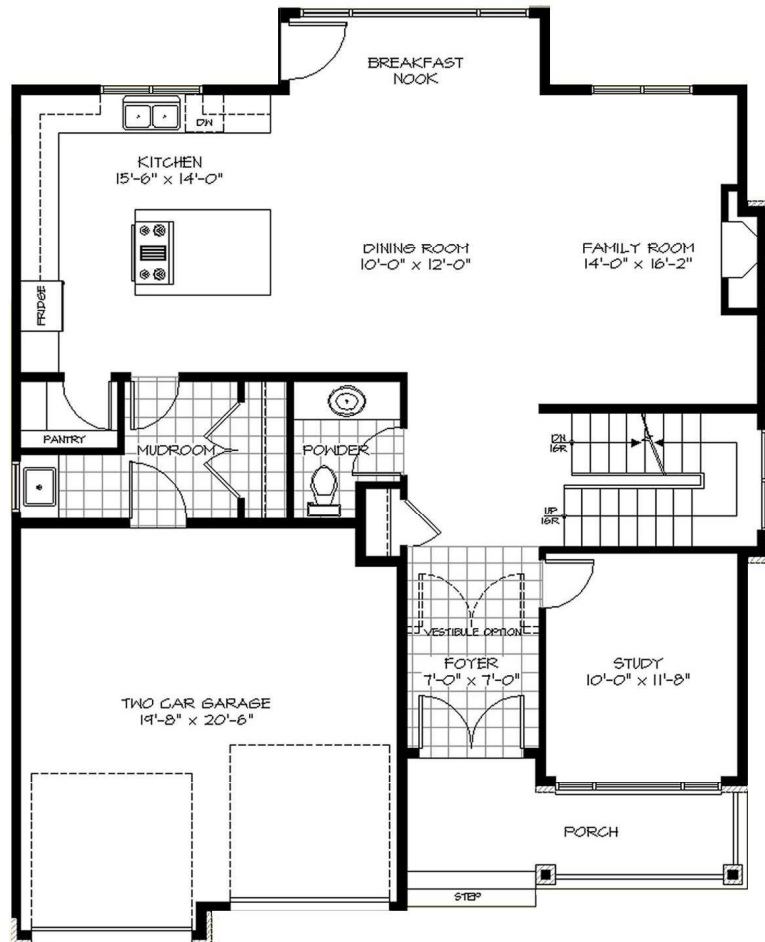 BREAKFAST
NOOK
DW
KITCHEN
15'-6" x 14'-0"
DINING ROOM
10'-0" x 12'-0"
FAMILY ROOM
14'-0" x 16'-2"
FRIDGE
PANTRY
MUDROOM
POWDER
DN
16R
UP
16R
VESTIBULE OPTION
FOYER
7'-0" x 7'-0"
STUDY
10'-0" x 11'-8"
TWO CAR GARAGE
19'-8" x 20'-6"
PORCH
STEP